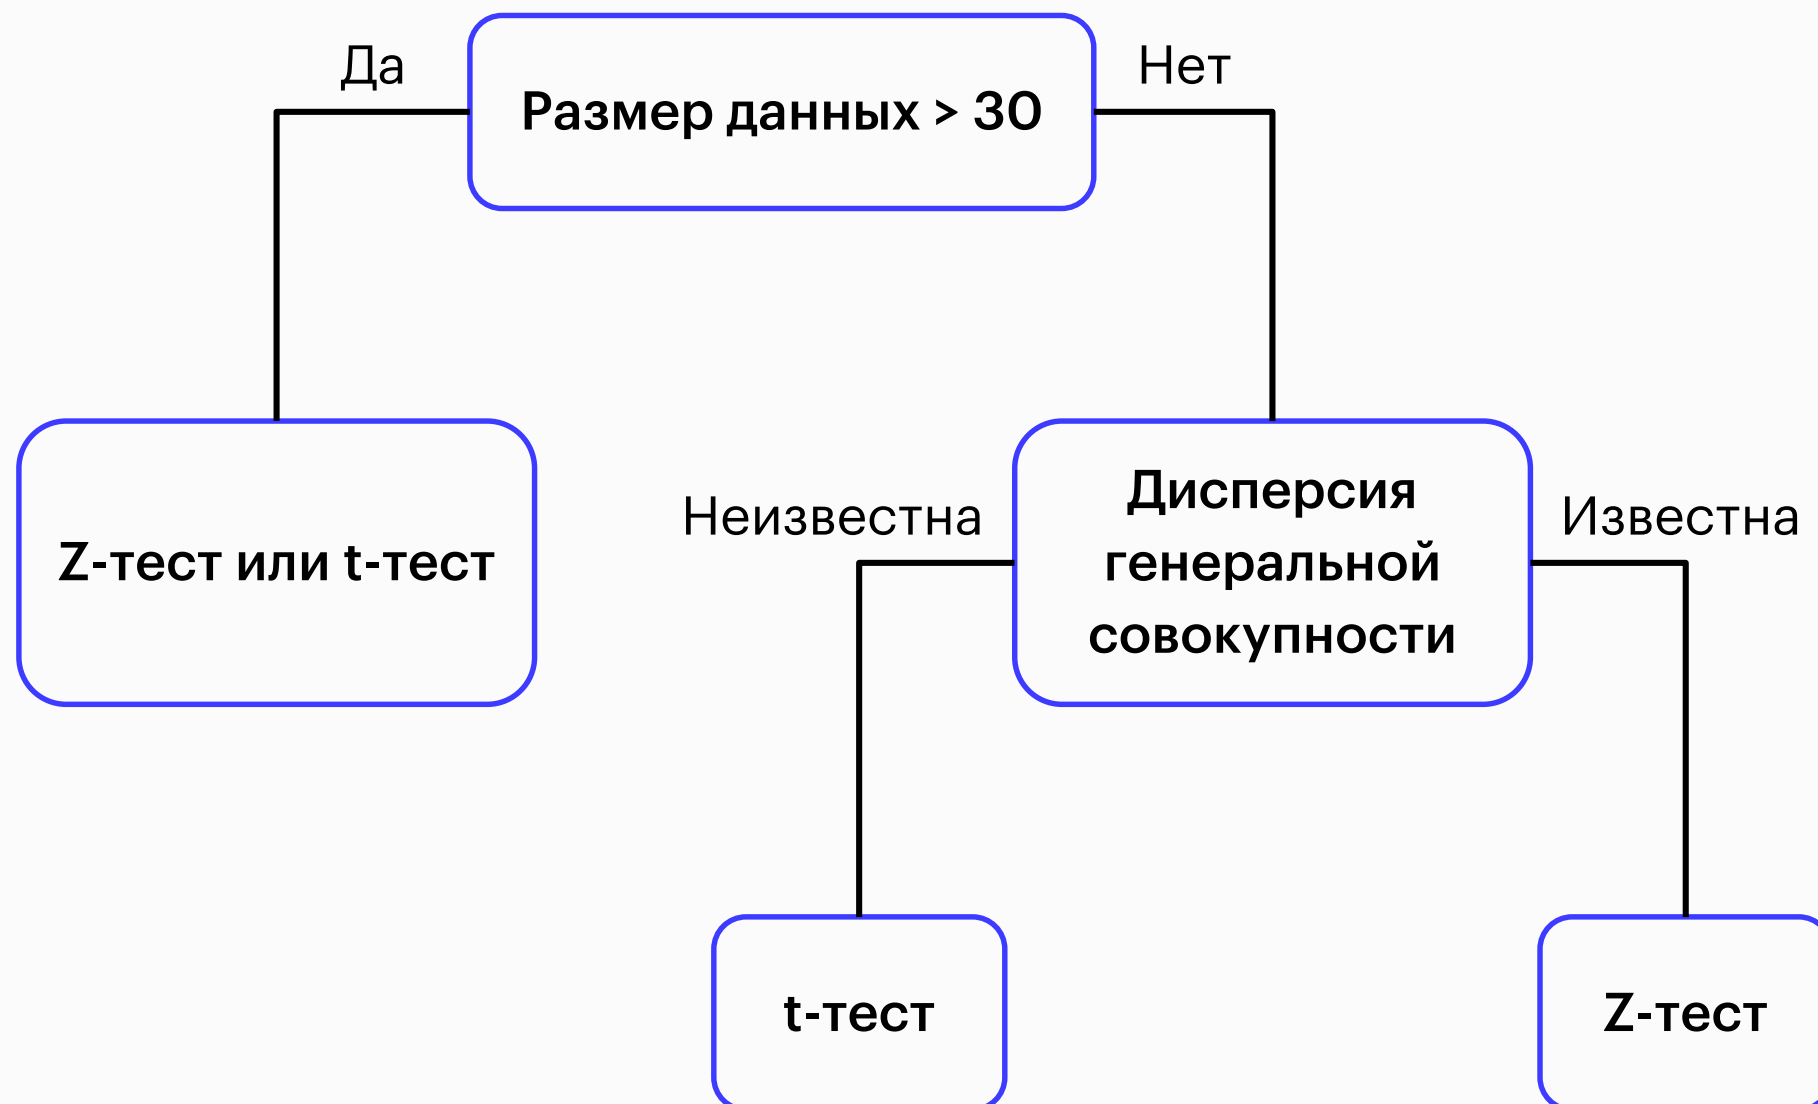 Да
Нет
Размер данных > 30
Z-тест или t-тест
Неизвестна
Дисперсия
генеральной
совокупности
Известна
t-тест
Z-тест